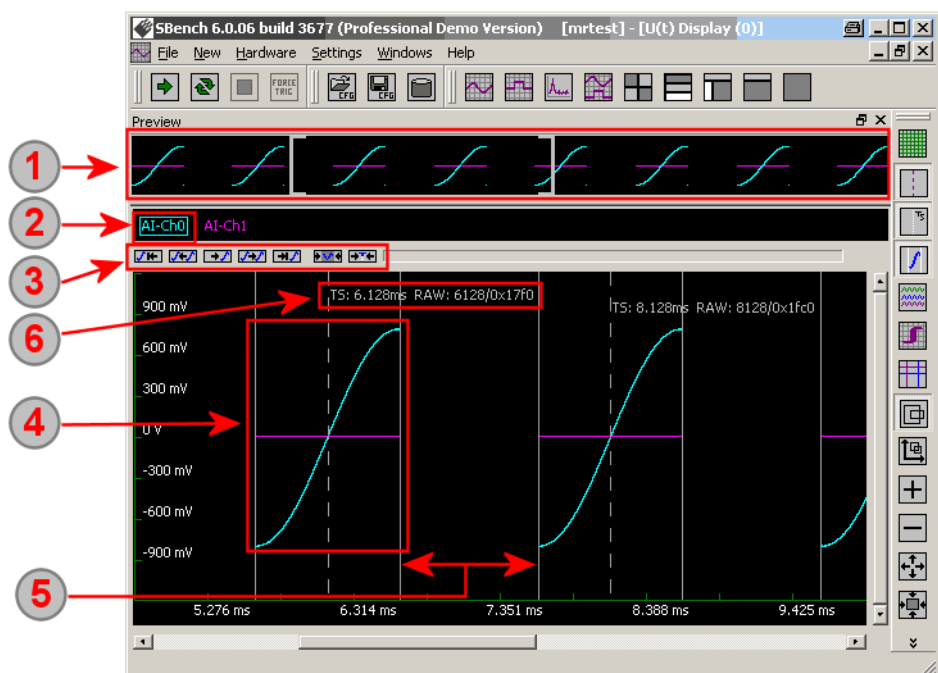 SBench 6.0.06 build 3677 (Professional Demo Version) [mrtest] - [U(t) Display (0)]
File New Hardware Settings Windows Help
FORCE TRIG
CFG
CFG
Preview
1
2
AI-Ch0 AI-Ch1
Ts
3
TS: 6.128ms RAW: 6128/0x17f0
TS: 8.128ms RAW: 8128/0x1fc0
6
900 mV
600 mV
300 mV
4
0 V
-300 mV
-600 mV
-900 mV
5
5.276 ms 6.314 ms 7.351 ms 8.388 ms 9.425 ms